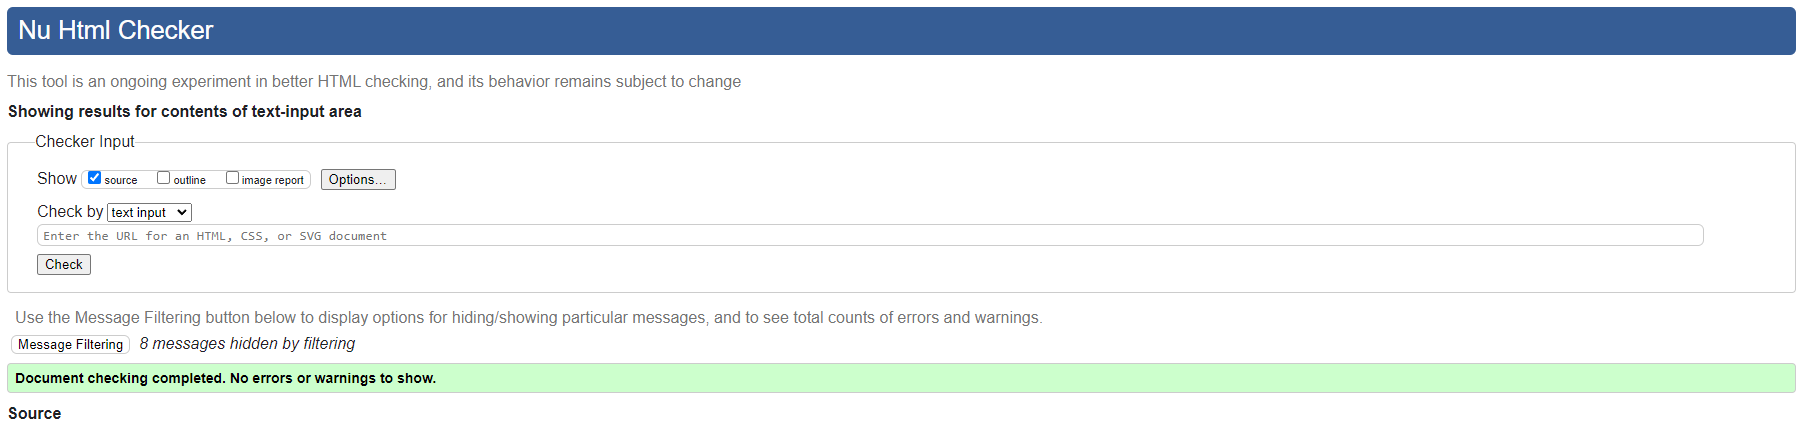 Nu Html Checker
This tool is an ongoing experiment in better HTML checking, and its behavior remains subject to change
Showing results for contents of text-input area
Checker Input
Show source outline image report Options...
Check by text input
Enter the URL for an HTML, CSS, or SVG document
Check
Use the Message Filtering button below to display options for hiding/showing particular messages, and to see total counts of errors and warnings.
Message Filtering 8 messages hidden by filtering
Document checking completed. No errors or warnings to show.
Source